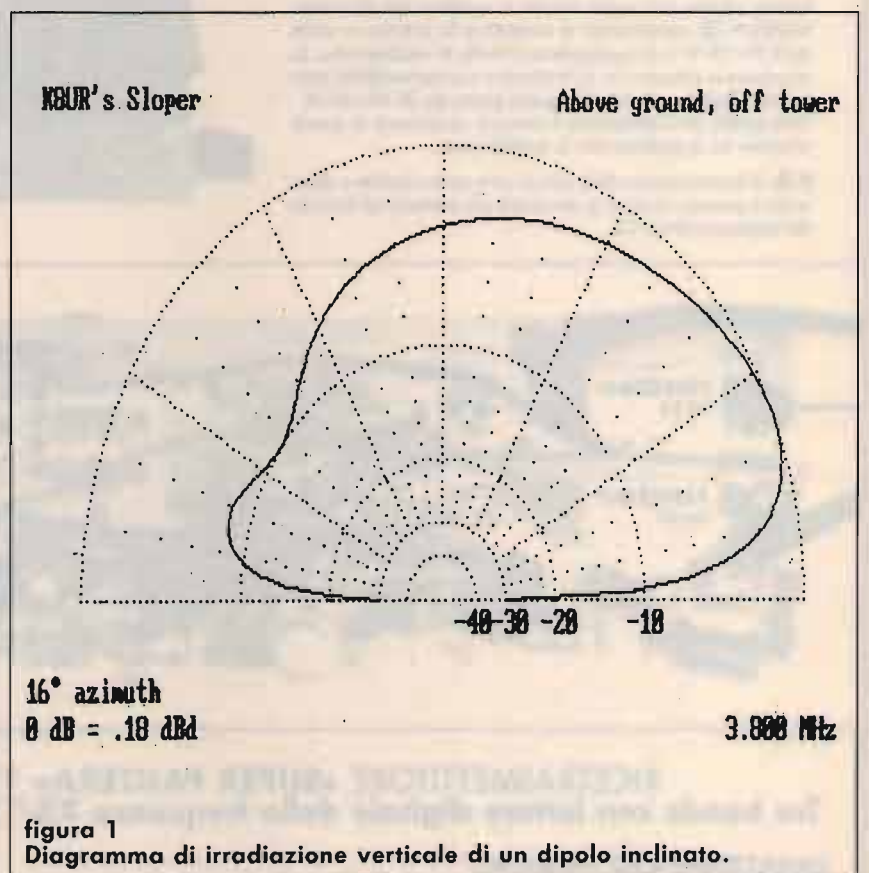 K8UR's Sloper
Above ground, off tower
-40 -30 -20 -10
16° azimuth
0 dB = .18 dBd
3.800 MHz
figura 1
Diagramma di irradiazione verticale di un dipolo inclinato.